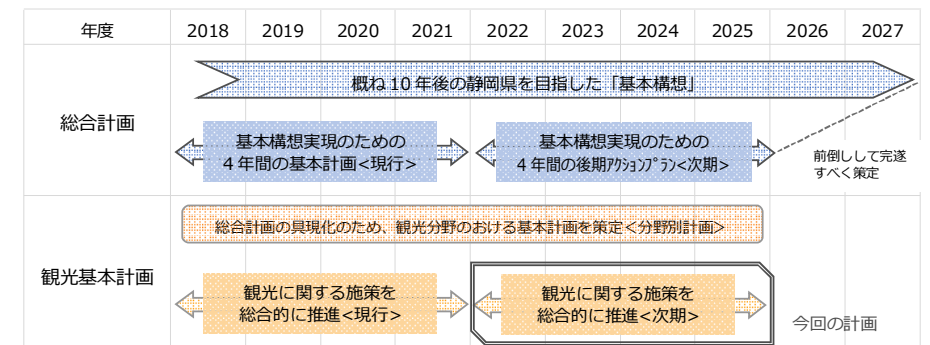 年度 2018 2019 2020 2021 2022 2023 2024 2025 2026 2027
概ね 10 年後の静岡県を目指した「基本構想」
総合計画
基本構想実現のための
４年間の基本計画<現行>
基本構想実現のための
４年間の後期ｱｸｼｮﾝﾌﾟﾗﾝ<次期>
前倒しして完遂
すべく策定
総合計画の具現化のため、観光分野のおける基本計画を策定<分野別計画>
観光基本計画
観光に関する施策を
総合的に推進<現行>
観光に関する施策を
総合的に推進<次期>
今回の計画